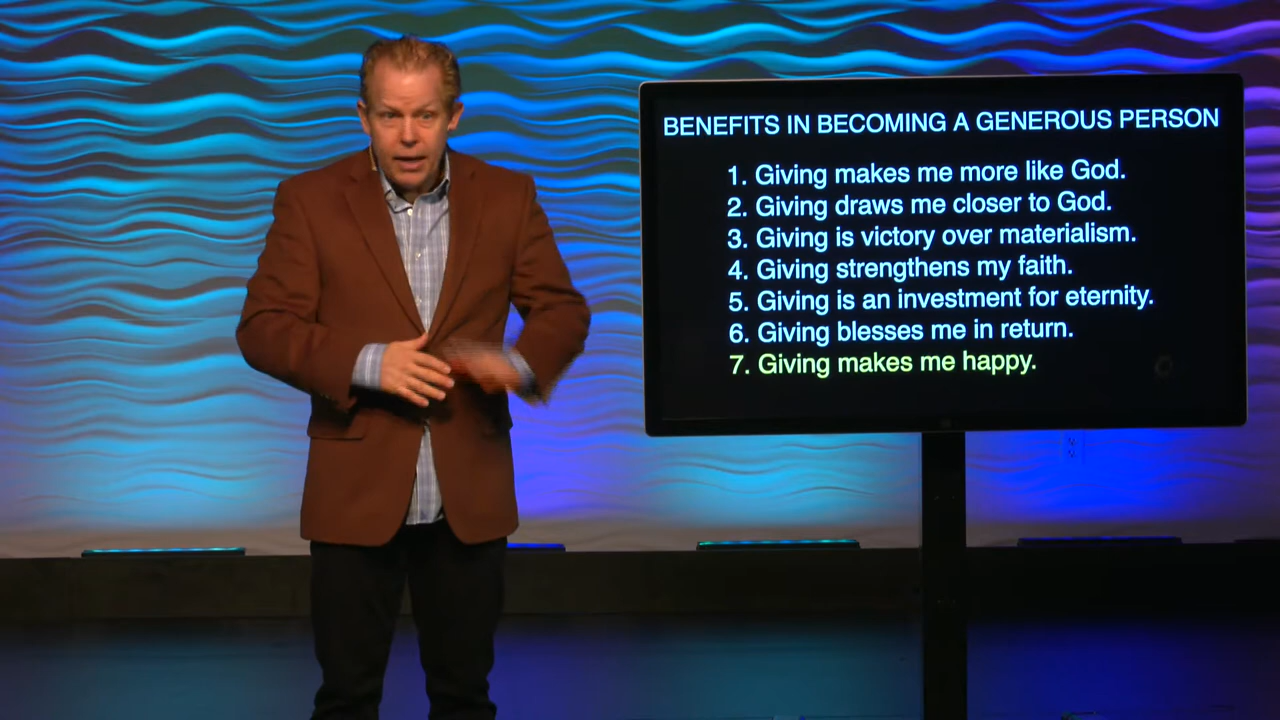 BENEFITS IN BECOMING A GENEROUS PERSON
1. Giving makes me more like God.
2. Giving draws me closer to God.
3. Giving is victory over materialism.
4. Giving strengthens my faith.
5. Giving is an investment for eternity.
6. Giving blesses me in return.
7. Giving makes me happy.